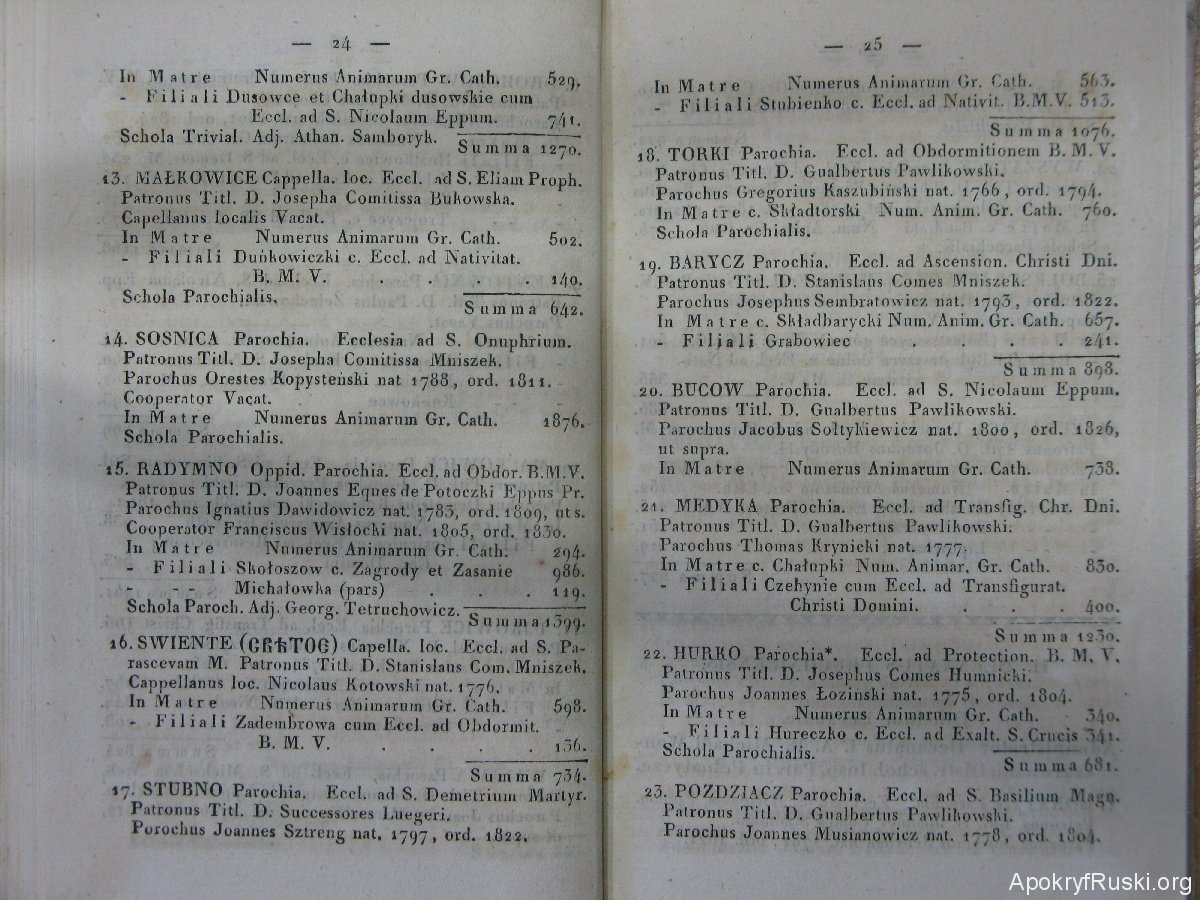 — 24 —
In Matre Numerus Animarum Gr. Cath. 529.
- Filiali Dusowce et Chałupki dusowskie cum
Eccl. ad S. Nicolaum Eppum. 741.
Schola Trivial. Adj. Athan. Samboryk.
Summa 1270.
13. MAŁKOWICE Cappella. loc. Eccl. ad S. Eliam Proph.
Patronus Titl. D. Josepha Comitissa Bukowska.
Capellanus localis Vacat.
In Matre Numerus Animarum Gr. Cath. 502.
- Filiali Duńkowiczki c. Eccl. ad Nativitat.
B. M. V. . . . . 140.
Schola Parochialis.
Summa 642.
14. SOSNICA Parochia. Ecclesia ad S. Onuphrium.
Patronus Titl. D. Josepha Comitissa Mniszek.
Parochus Orestes Kopysteński nat 1788, ord. 1811.
Cooperator Vacat.
In Matre Numerus Animarum Gr. Cath. 1876.
Schola Parochialis.
15. RADYMNO Oppid. Parochia. Eccl. ad Obdor. B.M.V.
Patronus Titl. D. Joannes Eques de Potoczki Eppus Pr.
Parochus Ignatius Dawidowicz nat. 1783, ord. 1809, uts.
Cooperator Franciscus Wisłocki nat. 1805, ord. 1830.
In Matre Numerus Animarum Gr. Cath. 294.
- Filiali Skołoszow c. Zagrody et Zasanie 986.
- - - Michałowka (pars) . . . 119.
Schola Paroch. Adj. Georg. Tetruchowicz.
Summa 1399.
16. SWIENTE (СВѢТОЄ) Capella. loc. Eccl. ad S. Pa-
rascevam M. Patronus Titl. D. Stanislaus Com. Mniszek.
Cappellanus loc. Nicolaus Kotowski nat. 1776.
In Matre Numerus Animarum Gr. Cath. 598.
- Filiali Zadembrowa cum Eccl. ad Obdormit.
B. M. V. . . . . 136.
Summa 734.
17. STUBNO Parochia. Eccl. ad S. Demetrium Martyr.
Patronus Titl. D. Successores Luegeri.
Porochus Joannes Sztreng nat. 1797, ord. 1822.
— 25 —
In Matre Numerus Animarum Gr. Cath. 563.
- Filiali Stubienko c. Eccl. ad Nativit. B.M.V. 513.
Summa 1076.
18. TORKI Parochia. Eccl. ad Obdormitionem B. M. V.
Patronus Titl. D. Gualbertus Pawlikowski.
Parochus Gregorius Kaszubiński nat. 1766, ord. 1794.
In Matre c. Składtorski Num. Anim. Gr. Cath. 760.
Schola Parochialis.
19. BARYCZ Parochia. Eccl. ad Ascension. Christi Dni.
Patronus Titl. D. Stanislaus Comes Mniszek.
Parochus Josephus Sembratowicz nat. 1793, ord. 1822.
In Matre c. Składbarycki Num. Anim. Gr. Cath. 657.
- Filiali Grabowiec . . . . 241.
Summa 898.
20. BUCOW Parochia. Eccl. ad S. Nicolaum Eppum.
Patronus Titl. D. Gualbertus Pawlikowski.
Parochus Jacobus Sołtykiewicz nat. 1800, ord. 1826,
ut supra.
In Matre Numerus Animarum Gr. Cath. 738.
21. MEDYKA Parochia. Eccl. ad Transfig. Chr. Dni.
Patronus Titl. D. Gualbertus Pawlikowski.
Parochus Thomas Krynicki nat. 1777.
In Matre c. Chałupki Num. Animar. Gr. Cath. 830.
- Filiali Czehynie cum Eccl. ad Transfigurat.
Christi Domini. . . . 400.
Summa 1230.
22. HURKO Parochia*. Eccl. ad Protection. B. M. V.
Patronus Titl. D. Josephus Comes Humnicki.
Parochus Joannes Łoziński nat. 1775, ord. 1804.
In Matre Numerus Animarum Gr. Cath. 340.
- Filiali Hureczko c. Eccl. ad Exalt. S. Crucis 341.
Schola Parochialis.
Summa 681.
23. POZDZIACZ Parochia. Eccl. ad S. Basilium Magn.
Patronus Titl. D. Gualbertus Pawlikowski.
Parochus Joannes Musianowicz nat. 1778, ord. 1804.
ApokryfRuski.org